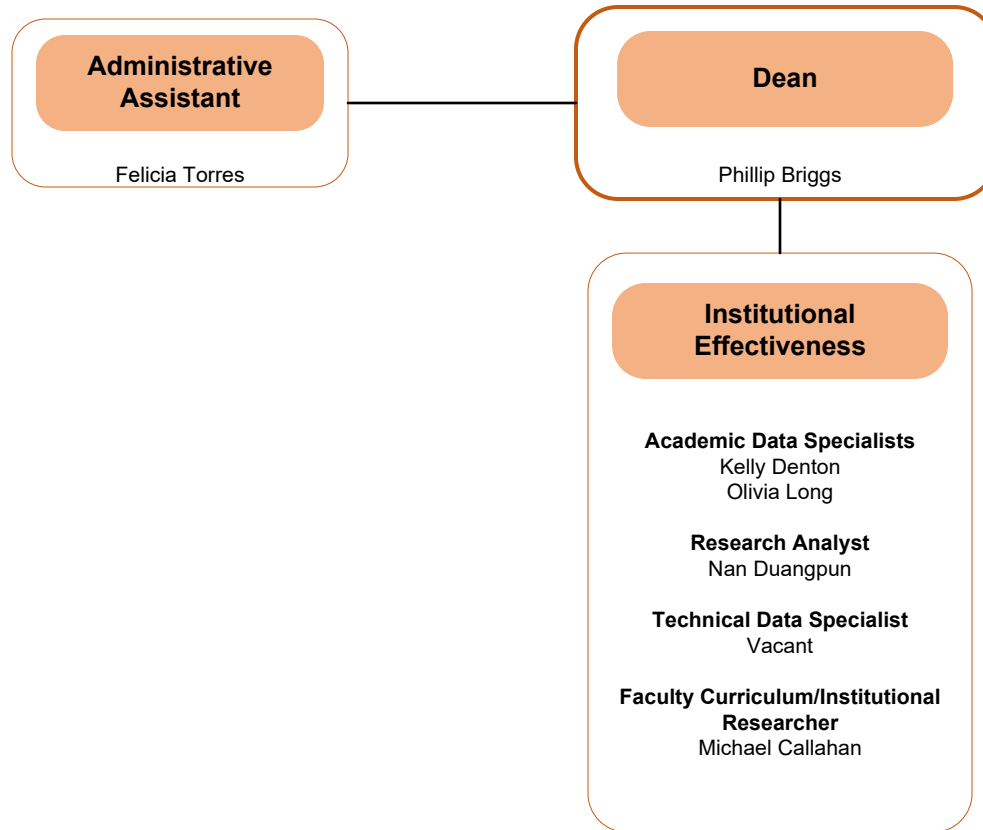 Administrative
Assistant
Felicia Torres
Dean
Phillip Briggs
Institutional
Effectiveness
Academic Data Specialists
Kelly Denton
Olivia Long
Research Analyst
Nan Duangpun
Technical Data Specialist
Vacant
Faculty Curriculum/Institutional
Researcher
Michael Callahan